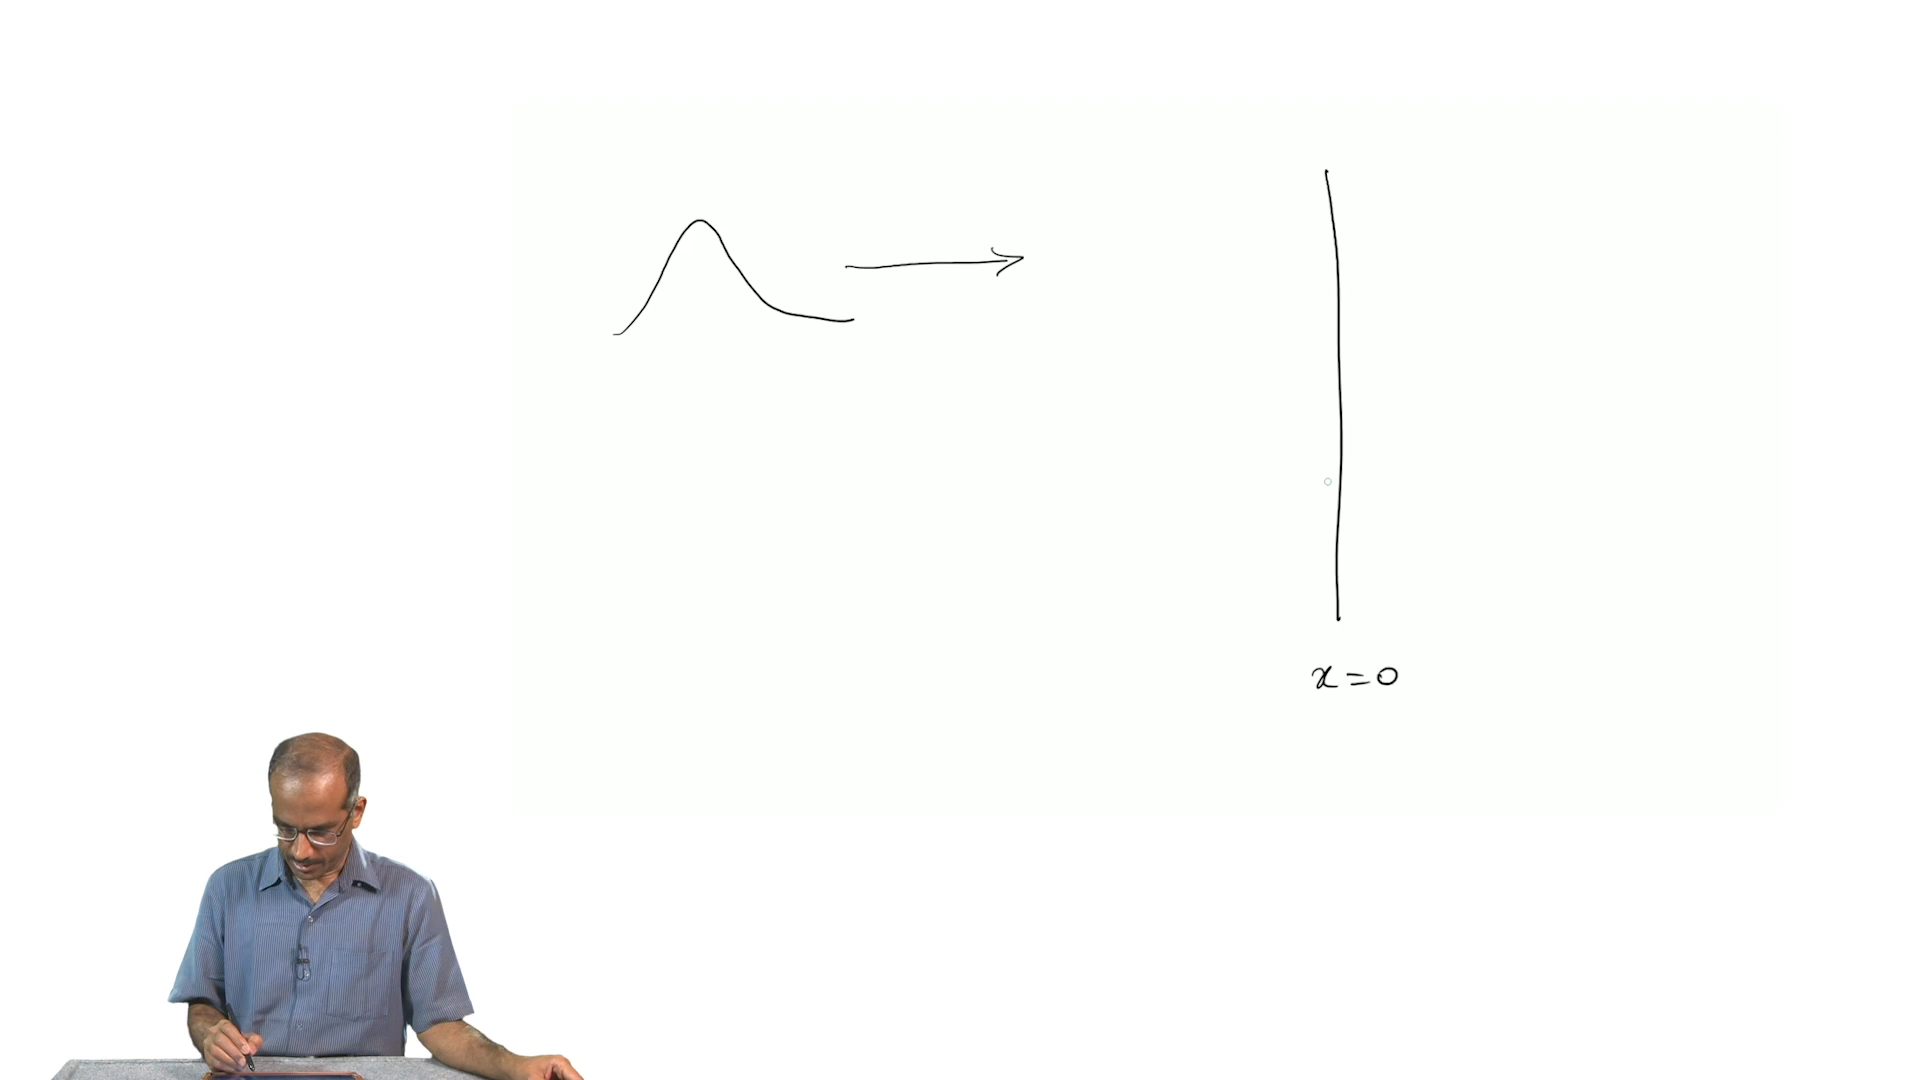 x = 0